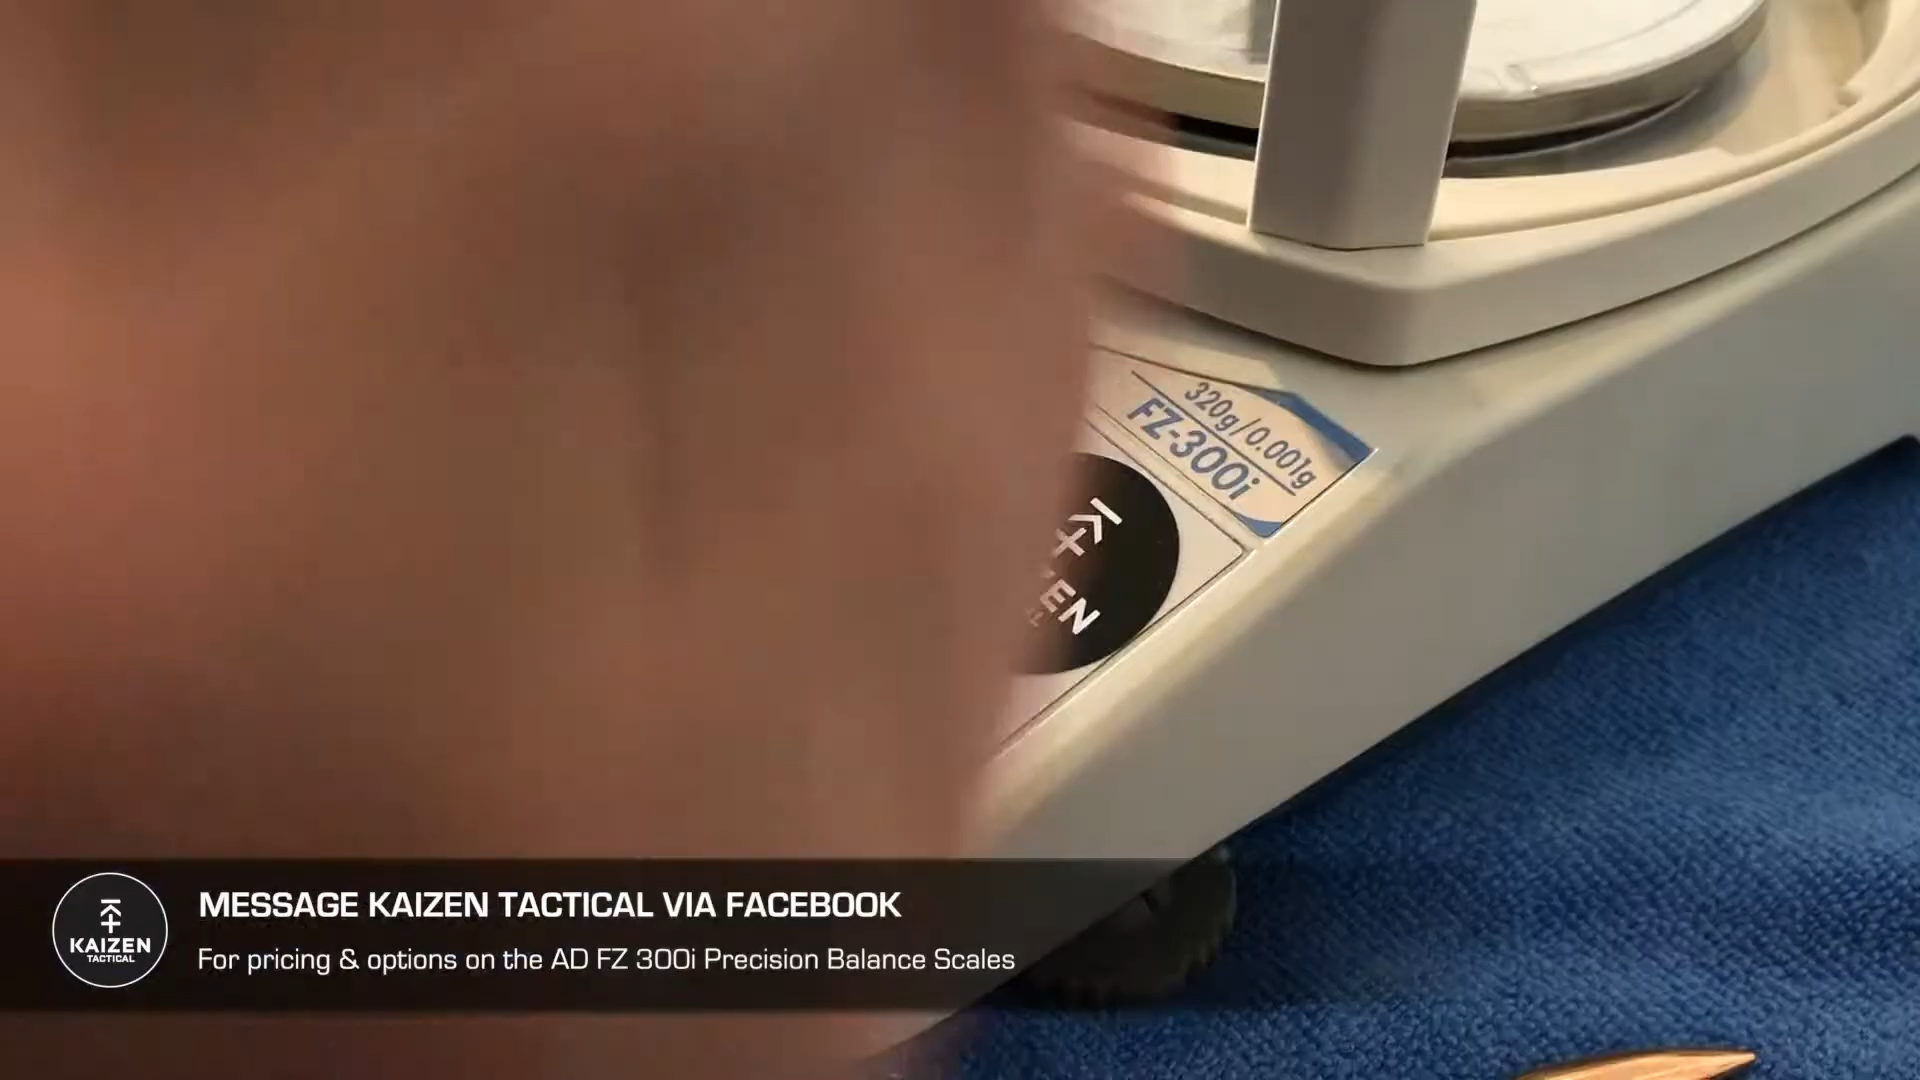 320g/0.001g
FZ-300i
EN
MESSAGE KAIZEN TACTICAL VIA FACEBOOK
For pricing & options on the AD FZ 300i Precision Balance Scales
KAIZEN
TACTICAL